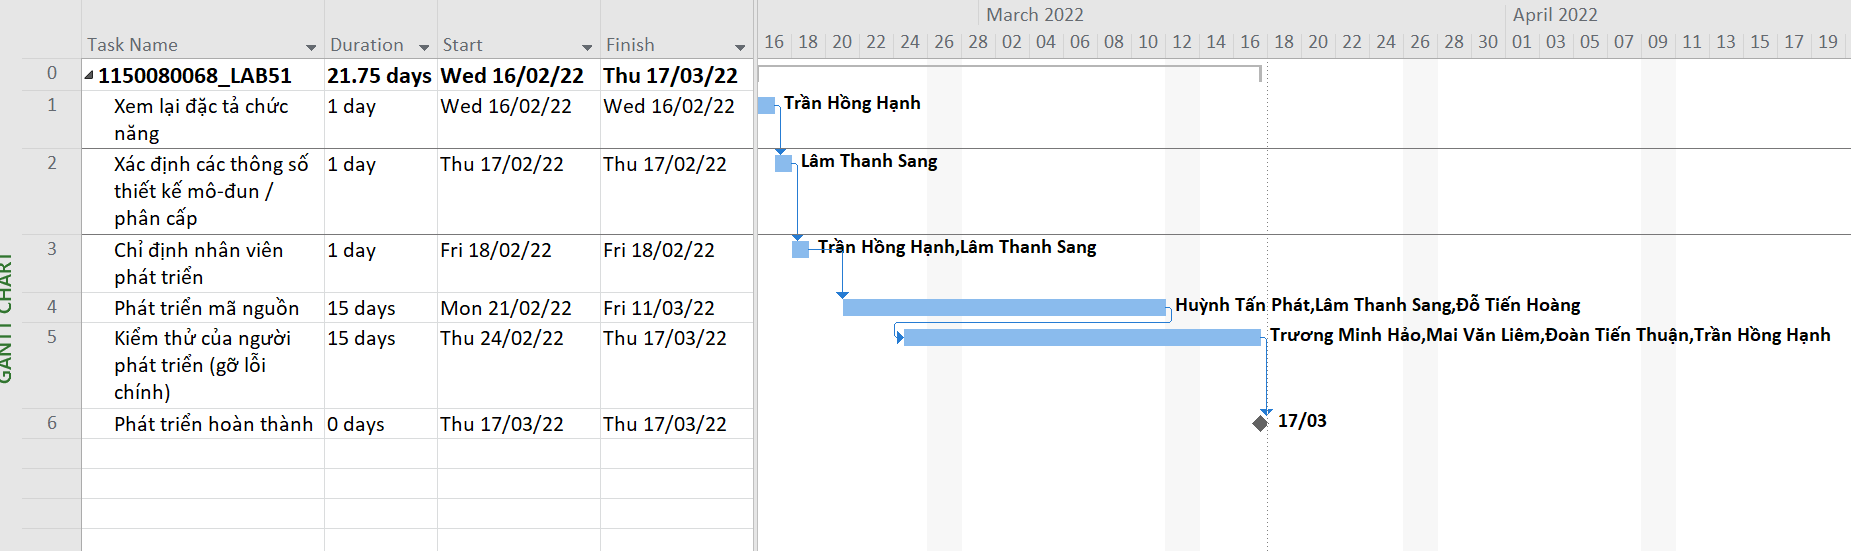 March 2022
April 2022
Task Name Duration Start Finish
16 18 20 22 24 26 28 02 04 06 08 10 12 14 16 18 20 22 24 26 28 30 01 03 05 07 09 11 13 15 17 19
0 1150080068_LAB51 21.75 days Wed 16/02/22 Thu 17/03/22
1 Xem lại đặc tả chức 1 day Wed 16/02/22 Wed 16/02/22 Trần Hồng Hạnh
năng
2 Xác định các thông số 1 day Thu 17/02/22 Thu 17/02/22 Lâm Thanh Sang
thiết kế mô-đun /
phân cấp
3 Chỉ định nhân viên 1 day Fri 18/02/22 Fri 18/02/22 Trần Hồng Hạnh,Lâm Thanh Sang
phát triển
4 Phát triển mã nguồn 15 days Mon 21/02/22 Fri 11/03/22 Huỳnh Tấn Phát,Lâm Thanh Sang,Đỗ Tiến Hoàng
5 Kiểm thử của người 15 days Thu 24/02/22 Thu 17/03/22 Trương Minh Hảo,Mai Văn Liêm,Đoàn Tiến Thuận,Trần Hồng Hạnh
phát triển (gỡ lỗi
chính)
6 Phát triển hoàn thành 0 days Thu 17/03/22 Thu 17/03/22 17/03
GANTT CHART